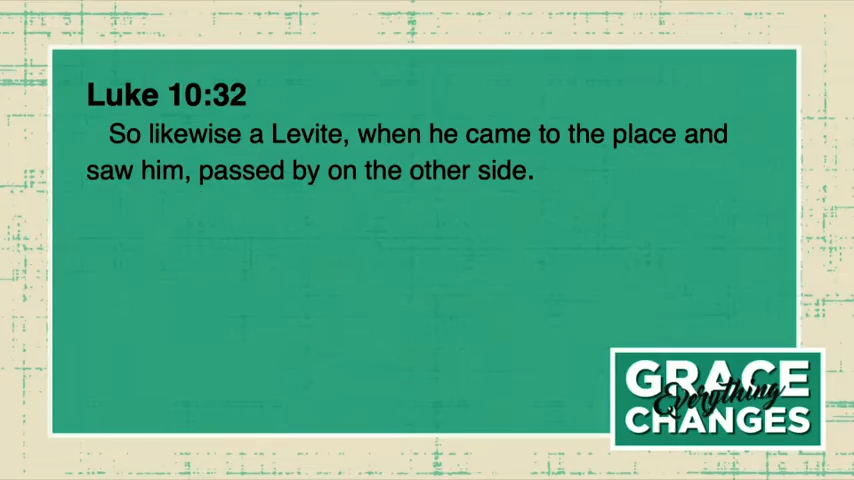 Luke 10:32
So likewise a Levite, when he came to the place and
saw him, passed by on the other side.
GRACE
Everything
CHANGES